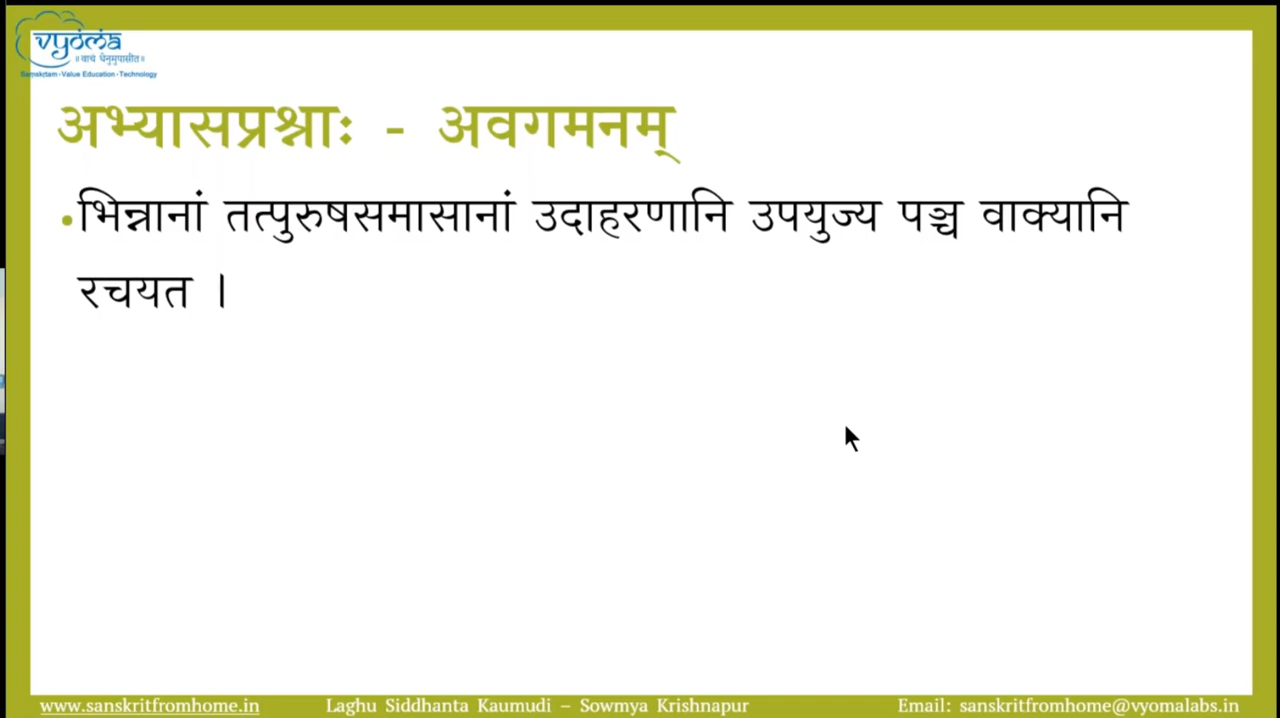 vyoma
॥ वाचं धेनुमुपासीत॥
Samskrtam-Value Education-Technology
अभ्यासप्रश्नाः - अवगमनम्
•भिन्नानां तत्पुरुषसमासानां उदाहरणानि उपयुज्य पञ्च वाक्यानि
रचयत ।
www.sanskritfromhome.in Laghu Siddhanta Kaumudi – Sowmya Krishnapur Email: sanskritfromhome@vyomalabs.in